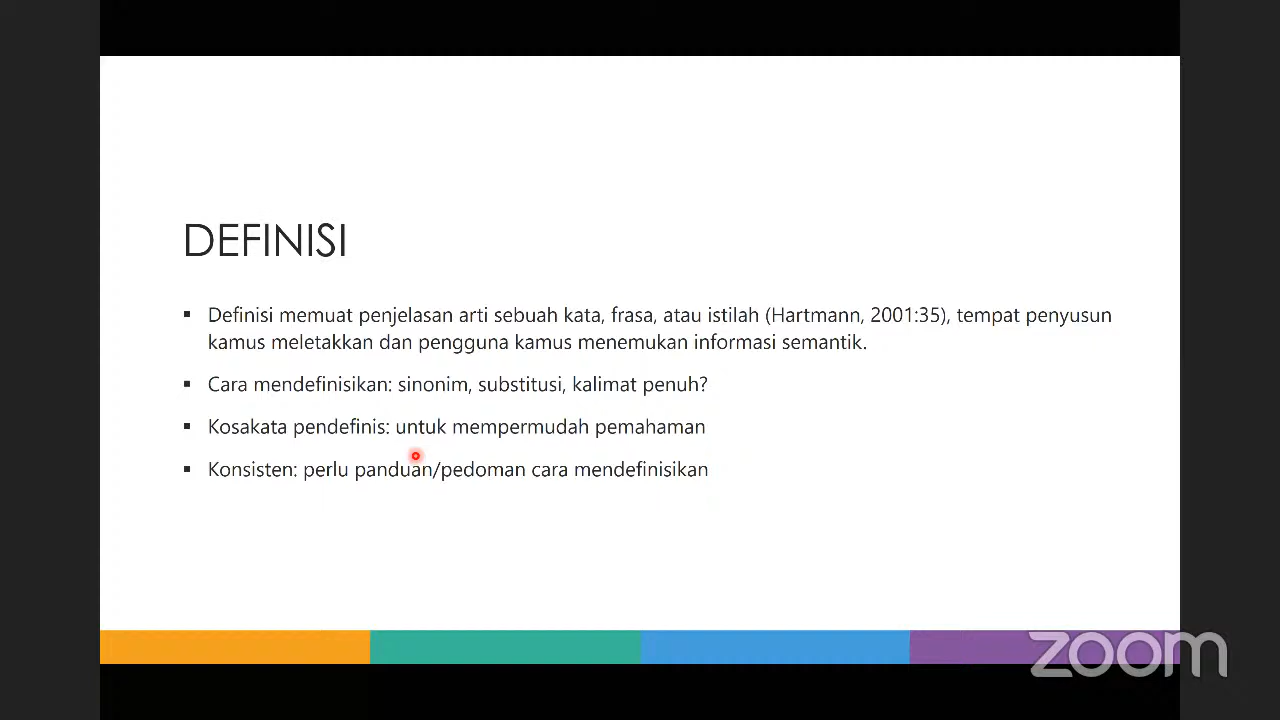 DEFINISI
▪ Definisi memuat penjelasan arti sebuah kata, frasa, atau istilah (Hartmann, 2001:35), tempat penyusun
kamus meletakkan dan pengguna kamus menemukan informasi semantik.
▪ Cara mendefinisikan: sinonim, substitusi, kalimat penuh?
▪ Kosakata pendefinis: untuk mempermudah pemahaman
▪ Konsisten: perlu panduan/pedoman cara mendefinisikan
zoom